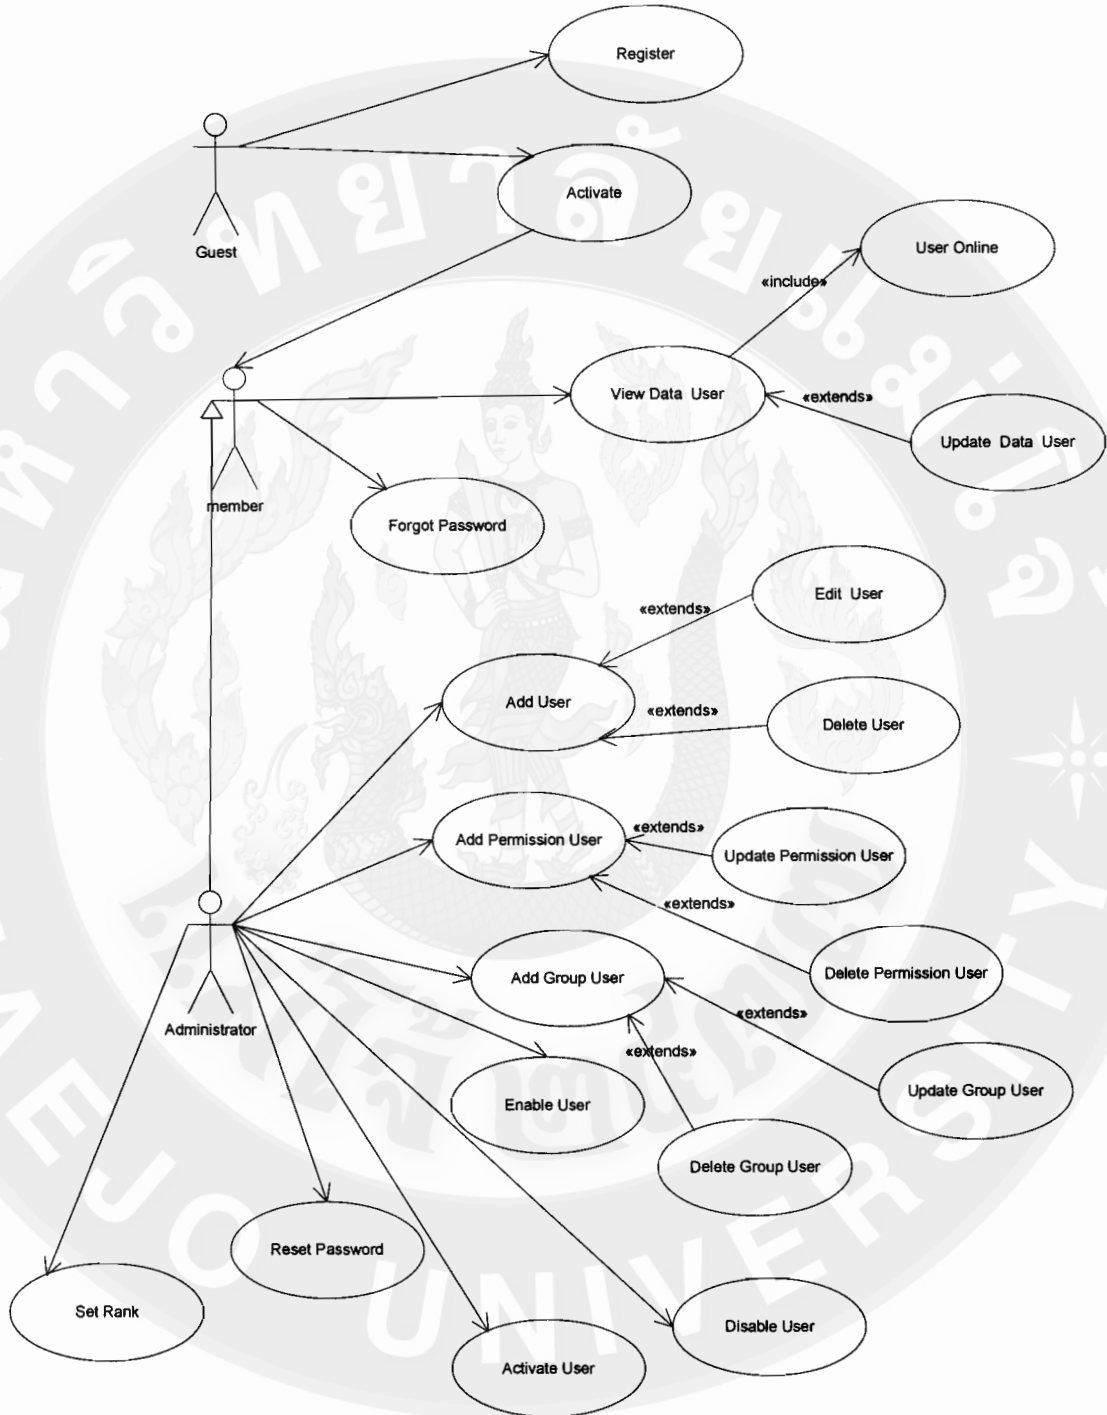 Register
Activate
Guest
User Online
«include»
View Data User
«extends»
Update Data User
member
Forgot Password
Edit User
«extends»
Add User
«extends»
Delete User
Add Permission User
«extends»
Update Permission User
«extends»
Delete Permission User
Add Group User
«extends»
Administrator
«extends»
Update Group User
Enable User
Delete Group User
Reset Password
Set Rank
Disable User
Activate User
UNIVERSITY